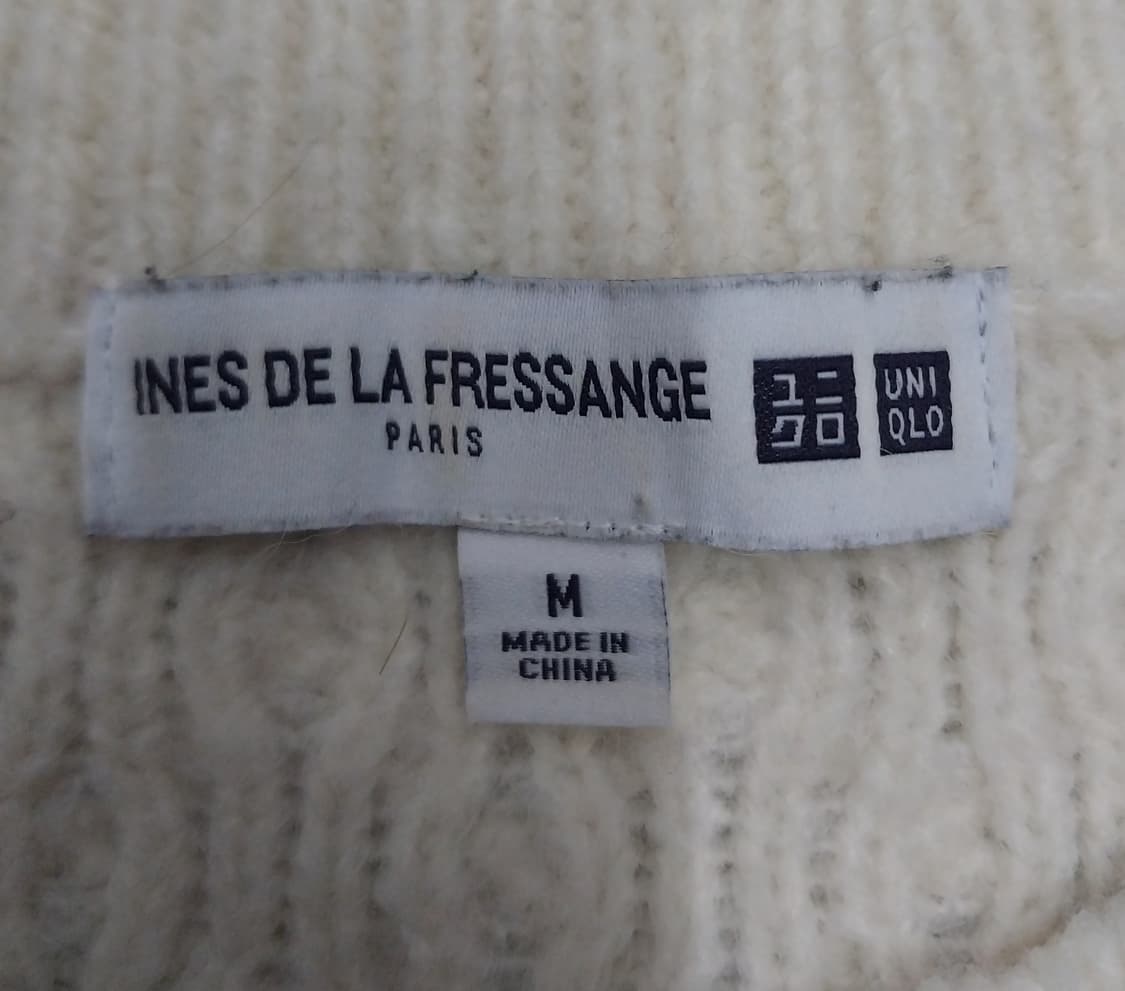 INES DE LA FRESSANGE
PARIS
ユニ
クロ
UNI
QLO
M
MADE IN
CHINA